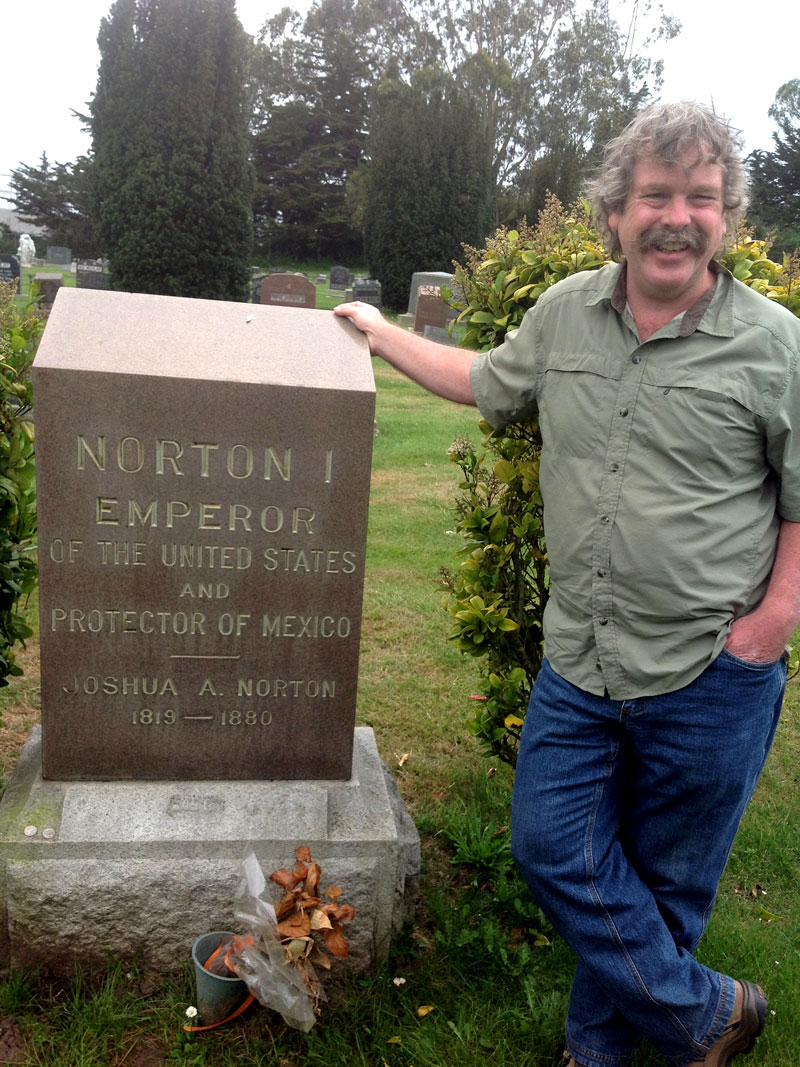 NORTON I
EMPEROR
OF THE UNITED STATES
AND
PROTECTOR OF MEXICO
JOSHUA A. NORTON
1819 — 1880